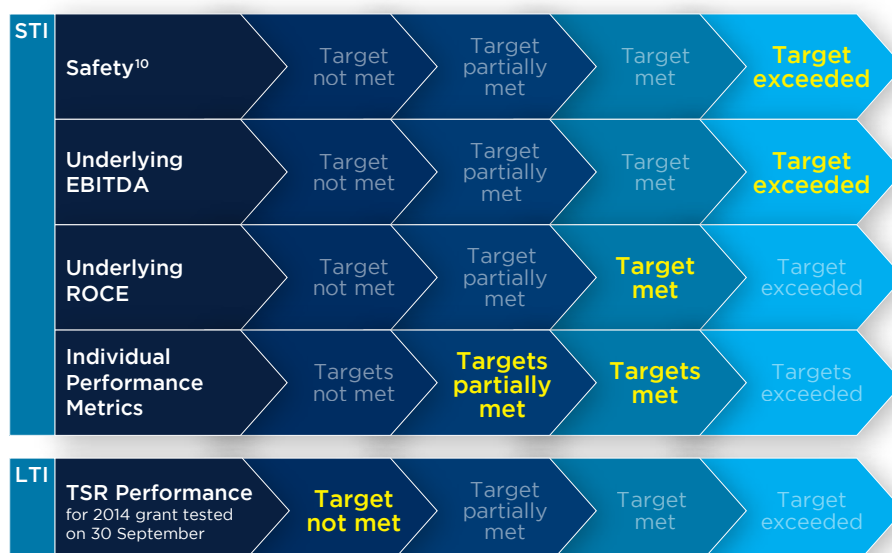 STI
Safety¹⁰
Target
not met
Target
partially
met
Target
met
Target
exceeded
Underlying
EBITDA
Target
not met
Target
partially
met
Target
met
Target
exceeded
Underlying
ROCE
Target
not met
Target
partially
met
Target
met
Target
exceeded
Individual
Performance
Metrics
Targets
not met
Targets
partially
met
Targets
met
Targets
exceeded
LTI
TSR Performance
for 2014 grant tested
on 30 September
Target
not met
Target
partially
met
Target
met
Target
exceeded